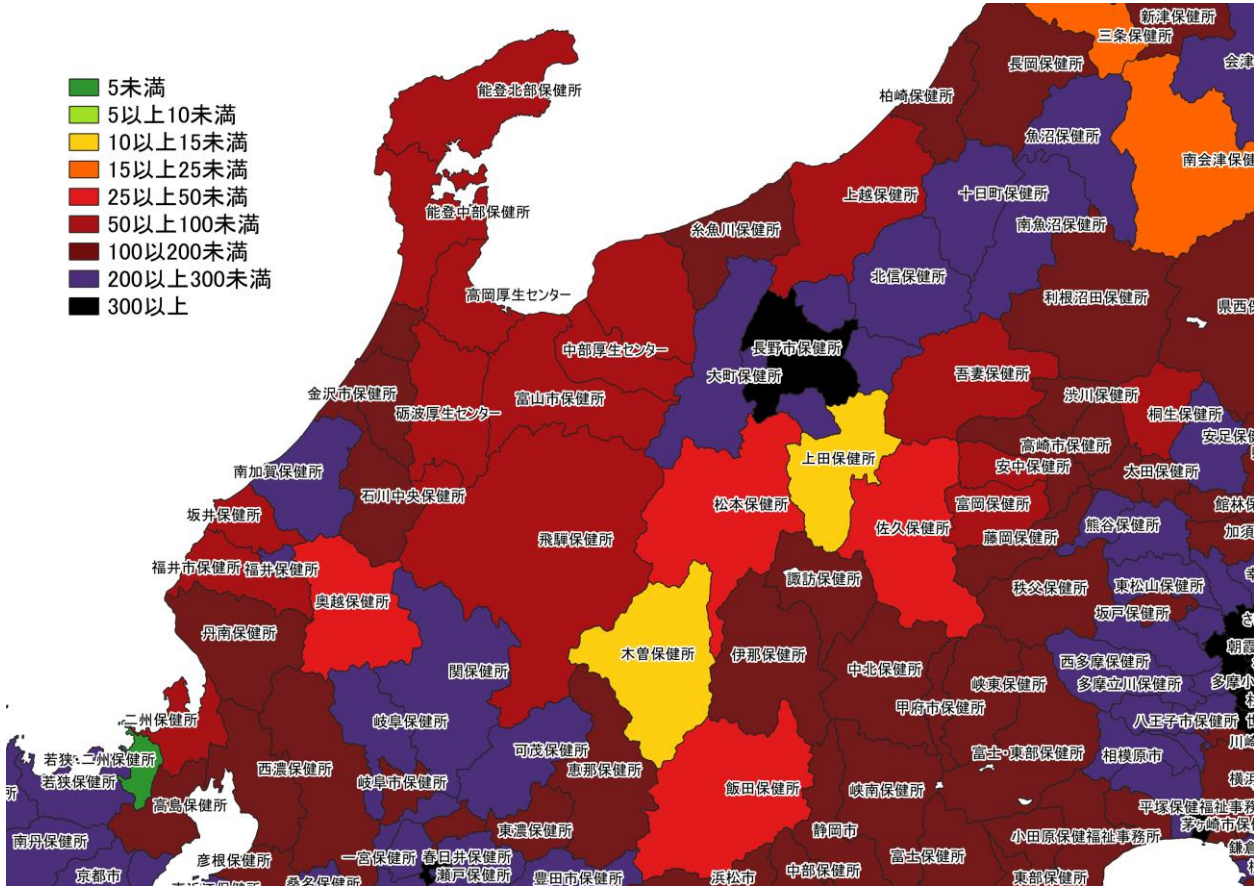 5未満
5以上10未満
10以上15未満
15以上25未満
25以上50未満
50以上100未満
100以200未満
200以上300未満
300以上
新津保健所
三条保健所
長岡保健所
会津
柏崎保健所
能登北部保健所
魚沼保健所
南会津保健
上越保健所
十日町保健所
能登中部保健所
南魚沼保健所
糸魚川保健所
北信保健所
高岡厚生センター
利根沼田保健所
県西保
中部厚生センター
長野市保健所
大町保健所
吾妻保健所
金沢市保健所
砺波厚生センター
富山市保健所
渋川保健所
桐生保健所
高崎市保健所
安足保健
南加賀保健所
石川中央保健所
上田保健所
安中保健所
太田保健所
坂井保健所
松本保健所
佐久保健所
富岡保健所
館林保
飛騨保健所
藤岡保健所
熊谷保健所
加須
福井市保健所
福井保健所
諏訪保健所
秩父保健所
東松山保健所
幸
奥越保健所
坂戸保健所
さ
丹南保健所
木曽保健所
伊那保健所
中北保健所
西多摩保健所
朝霞
関保健所
峡東保健所
多摩立川保健所
多摩小
二州保健所
岐阜保健所
甲府市保健所
八王子市保健所
川崎
若狭・二州保健所
可茂保健所
富士・東部保健所
相模原市
若狭保健所
西濃保健所
岐阜市保健所
恵那保健所
飯田保健所
峡南保健所
横浜
所
高島保健所
平塚保健福祉事務
東濃保健所
静岡市
小田原保健福祉事務所
茅ヶ崎市保健
南丹保健所
彦根保健所
一宮保健所
春日井保健所
富士保健所
鎌倉
京都市
瀬戸保健所
豊田市保健所
浜松市
中部保健所
東部保健所
桑名保健所